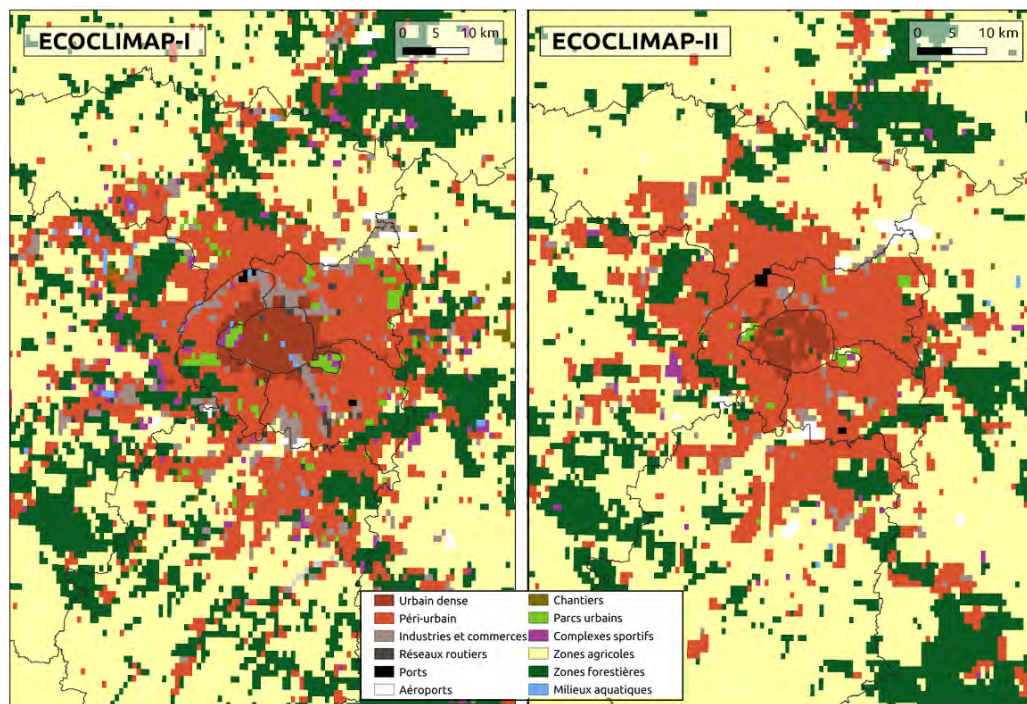 ECOCLIMAP-I
0 5 10 km
ECOCLIMAP-II
0 5 10 km
Urbain dense
Péri-urbain
Industries et commerces
Réseaux routiers
Ports
Aéroports
Chantiers
Parcs urbains
Complexes sportifs
Zones agricoles
Zones forestières
Milieux aquatiques